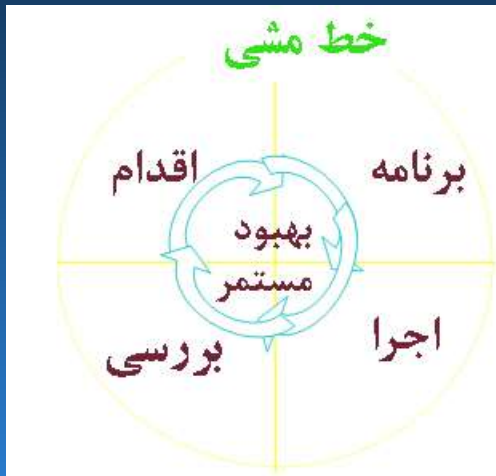 خط مشی
برنامه
اقدام
بهبود
مستمر
اجرا
بررسی